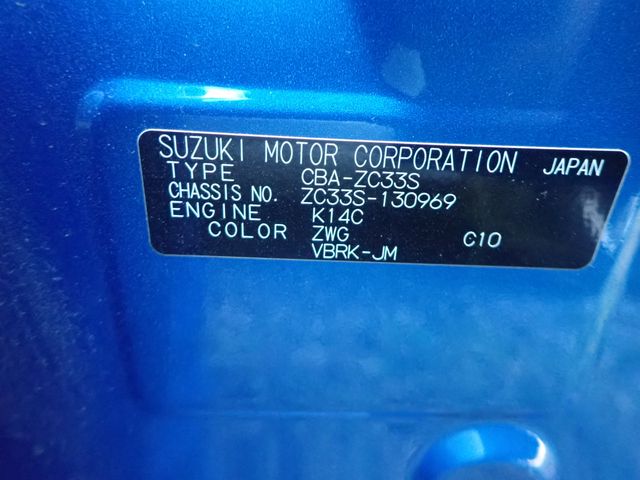 SUZUKI MOTOR CORPORATION JAPAN
TYPE CBA-ZC33S
CHASSIS NO. ZC33S-130969
ENGINE K14C
COLOR ZWG C10
VBRK-JM